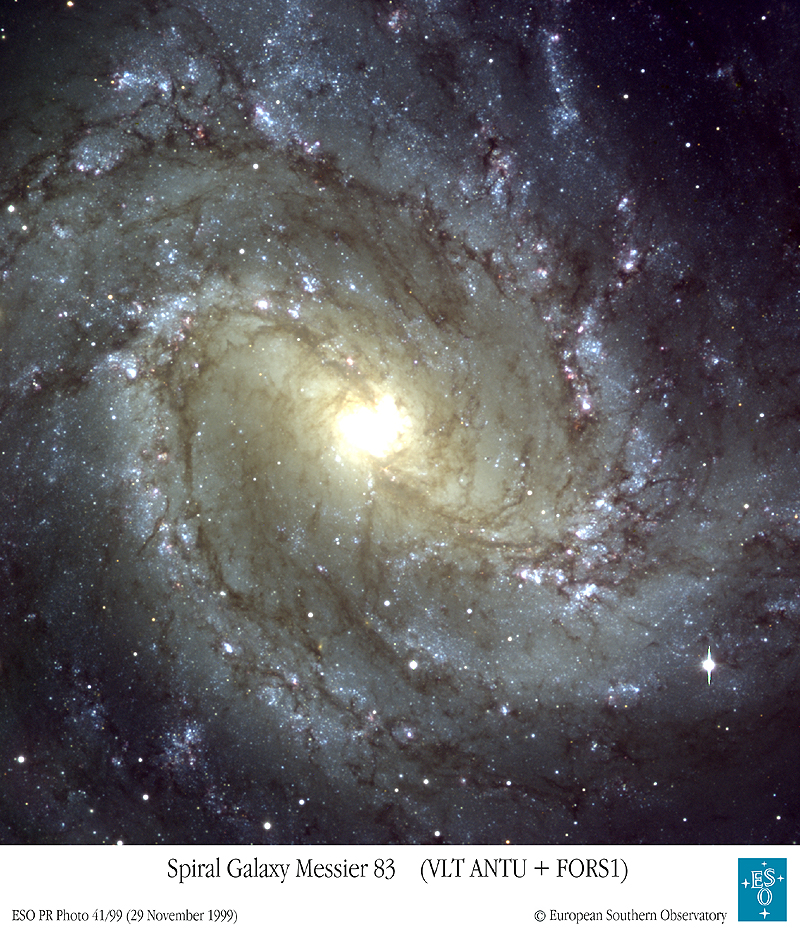 Spiral Galaxy Messier 83 (VLT ANTU + FORS1)
ESO PR Photo 41/99 (29 November 1999)
© European Southern Observatory
ESO